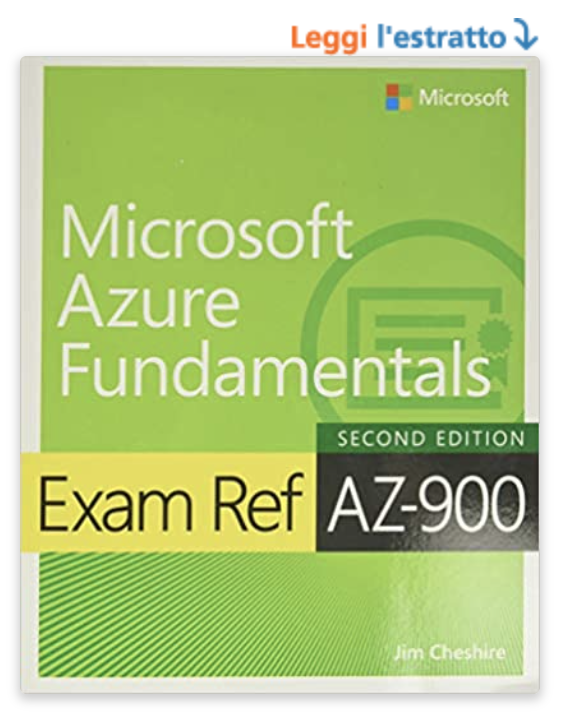 Leggi l'estratto
Microsoft
Microsoft
Azure
Fundamentals
SECOND EDITION
Exam Ref AZ-900
Jim Cheshire